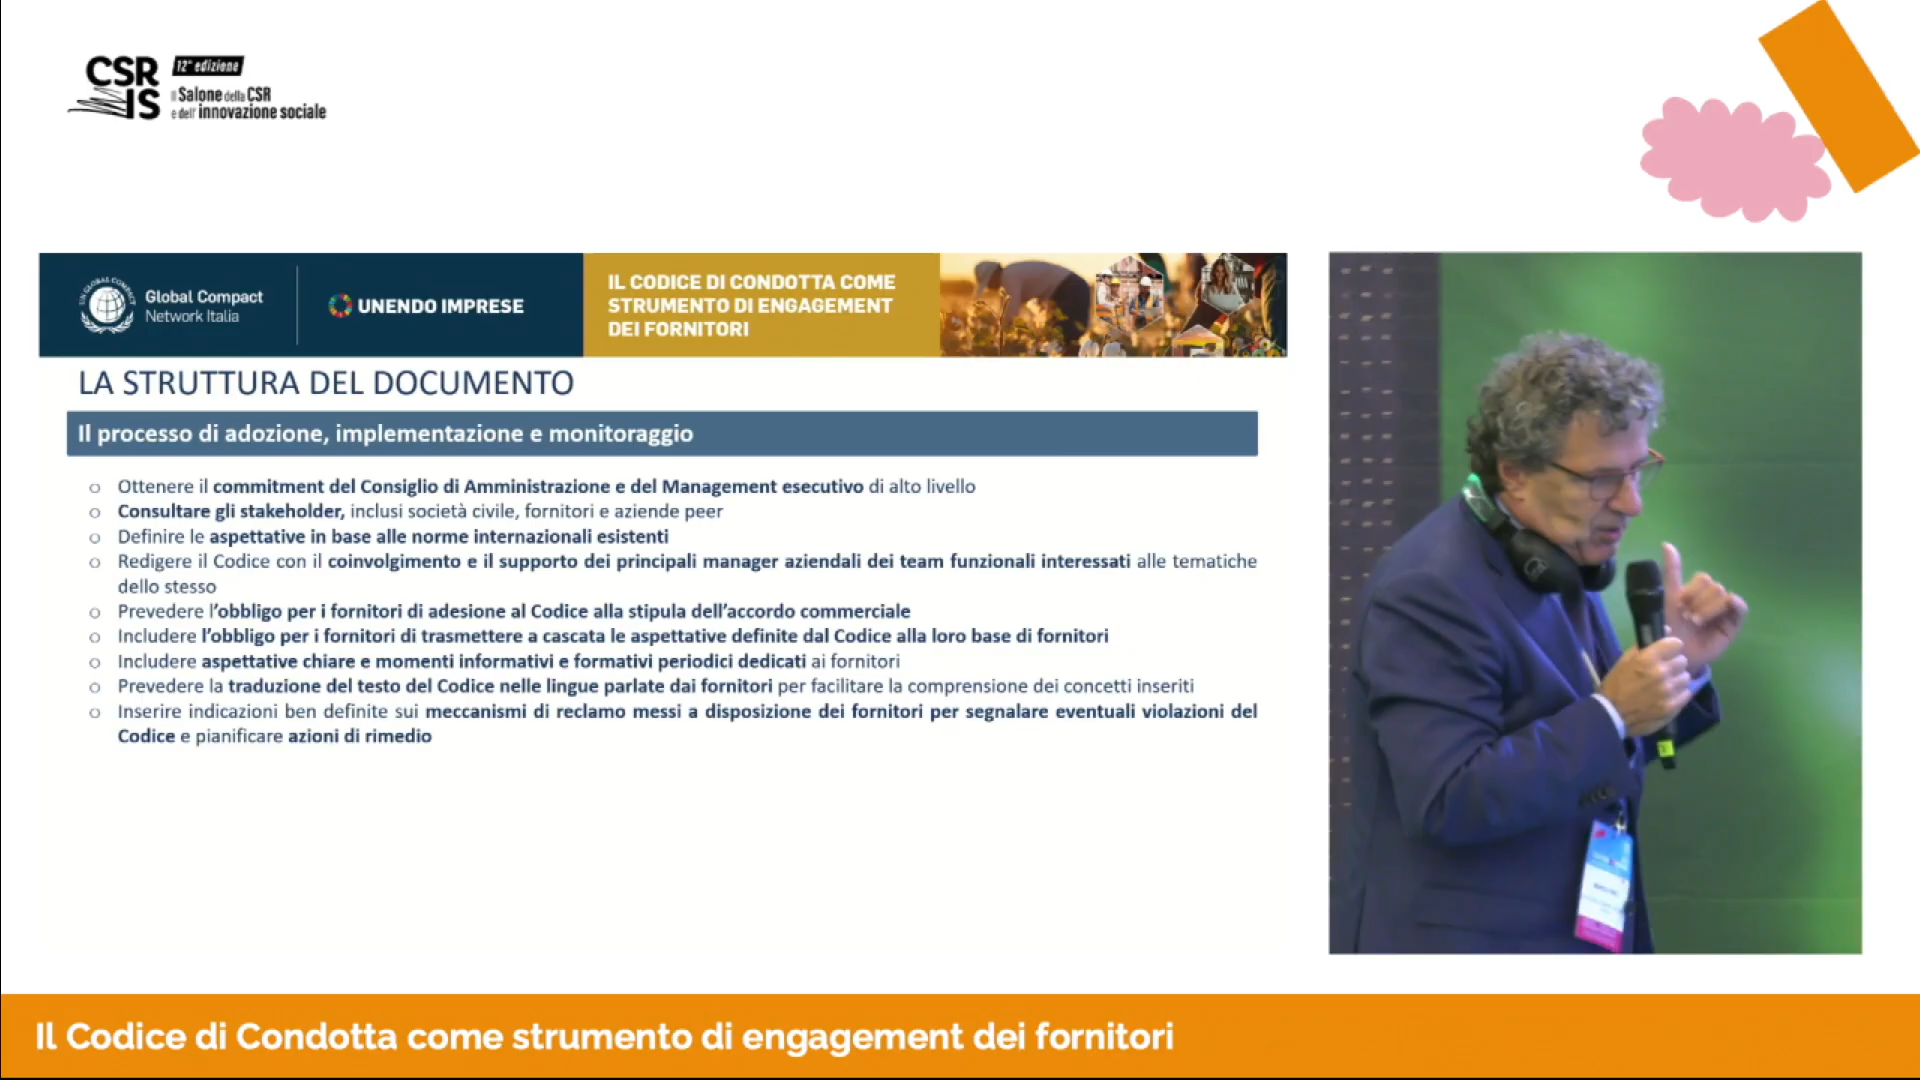 CSR
IS
12ª edizione
Il Salone della CSR
e dell'innovazione sociale
Global Compact
Network Italia
UNENDO IMPRESE
IL CODICE DI CONDOTTA COME
STRUMENTO DI ENGAGEMENT
DEI FORNITORI
LA STRUTTURA DEL DOCUMENTO
Il processo di adozione, implementazione e monitoraggio
o Ottenere il commitment del Consiglio di Amministrazione e del Management esecutivo di alto livello
o Consultare gli stakeholder, inclusi società civile, fornitori e aziende peer
o Definire le aspettative in base alle norme internazionali esistenti
o Redigere il Codice con il coinvolgimento e il supporto dei principali manager aziendali dei team funzionali interessati alle tematiche
dello stesso
o Prevedere l'obbligo per i fornitori di adesione al Codice alla stipula dell'accordo commerciale
o Includere l'obbligo per i fornitori di trasmettere a cascata le aspettative definite dal Codice alla loro base di fornitori
o Includere aspettative chiare e momenti informativi e formativi periodici dedicati ai fornitori
o Prevedere la traduzione del testo del Codice nelle lingue parlate dai fornitori per facilitare la comprensione dei concetti inseriti
o Inserire indicazioni ben definite sui meccanismi di reclamo messi a disposizione dei fornitori per segnalare eventuali violazioni del
Codice e pianificare azioni di rimedio
Il Codice di Condotta come strumento di engagement dei fornitori